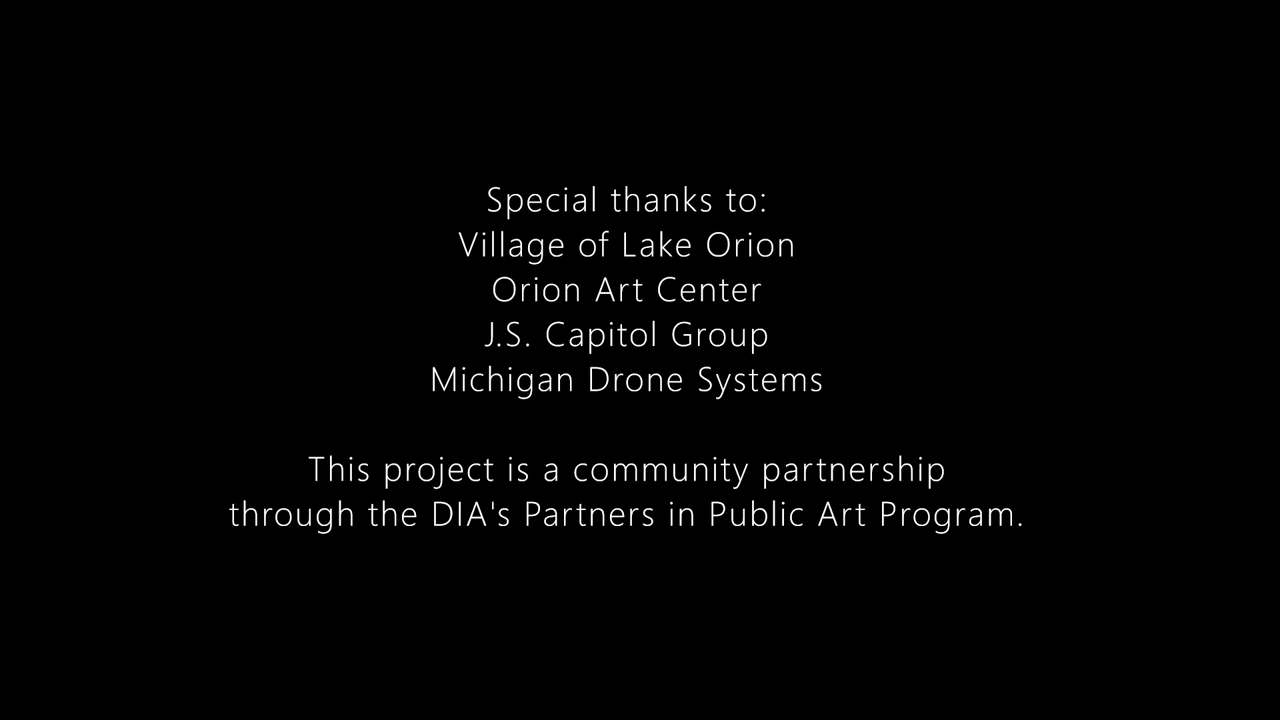 Special thanks to:
Village of Lake Orion
Orion Art Center
J.S. Capitol Group
Michigan Drone Systems
This project is a community partnership
through the DIA's Partners in Public Art Program.